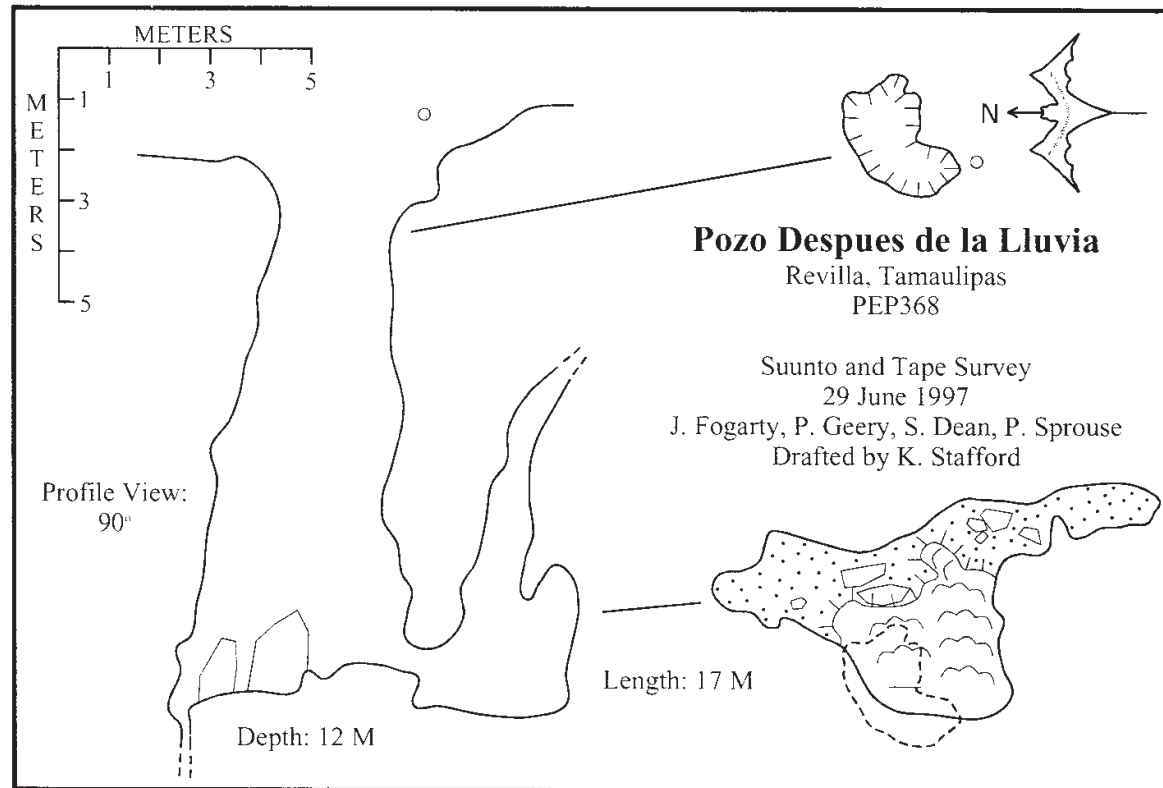 METERS
1 3 5
METERS
1
3
5
N
Pozo Despues de la Lluvia
Revilla, Tamaulipas
PEP368
Suunto and Tape Survey
29 June 1997
J. Fogarty, P. Geery, S. Dean, P. Sprouse
Drafted by K. Stafford
Profile View:
90°
Length: 17 M
Depth: 12 M